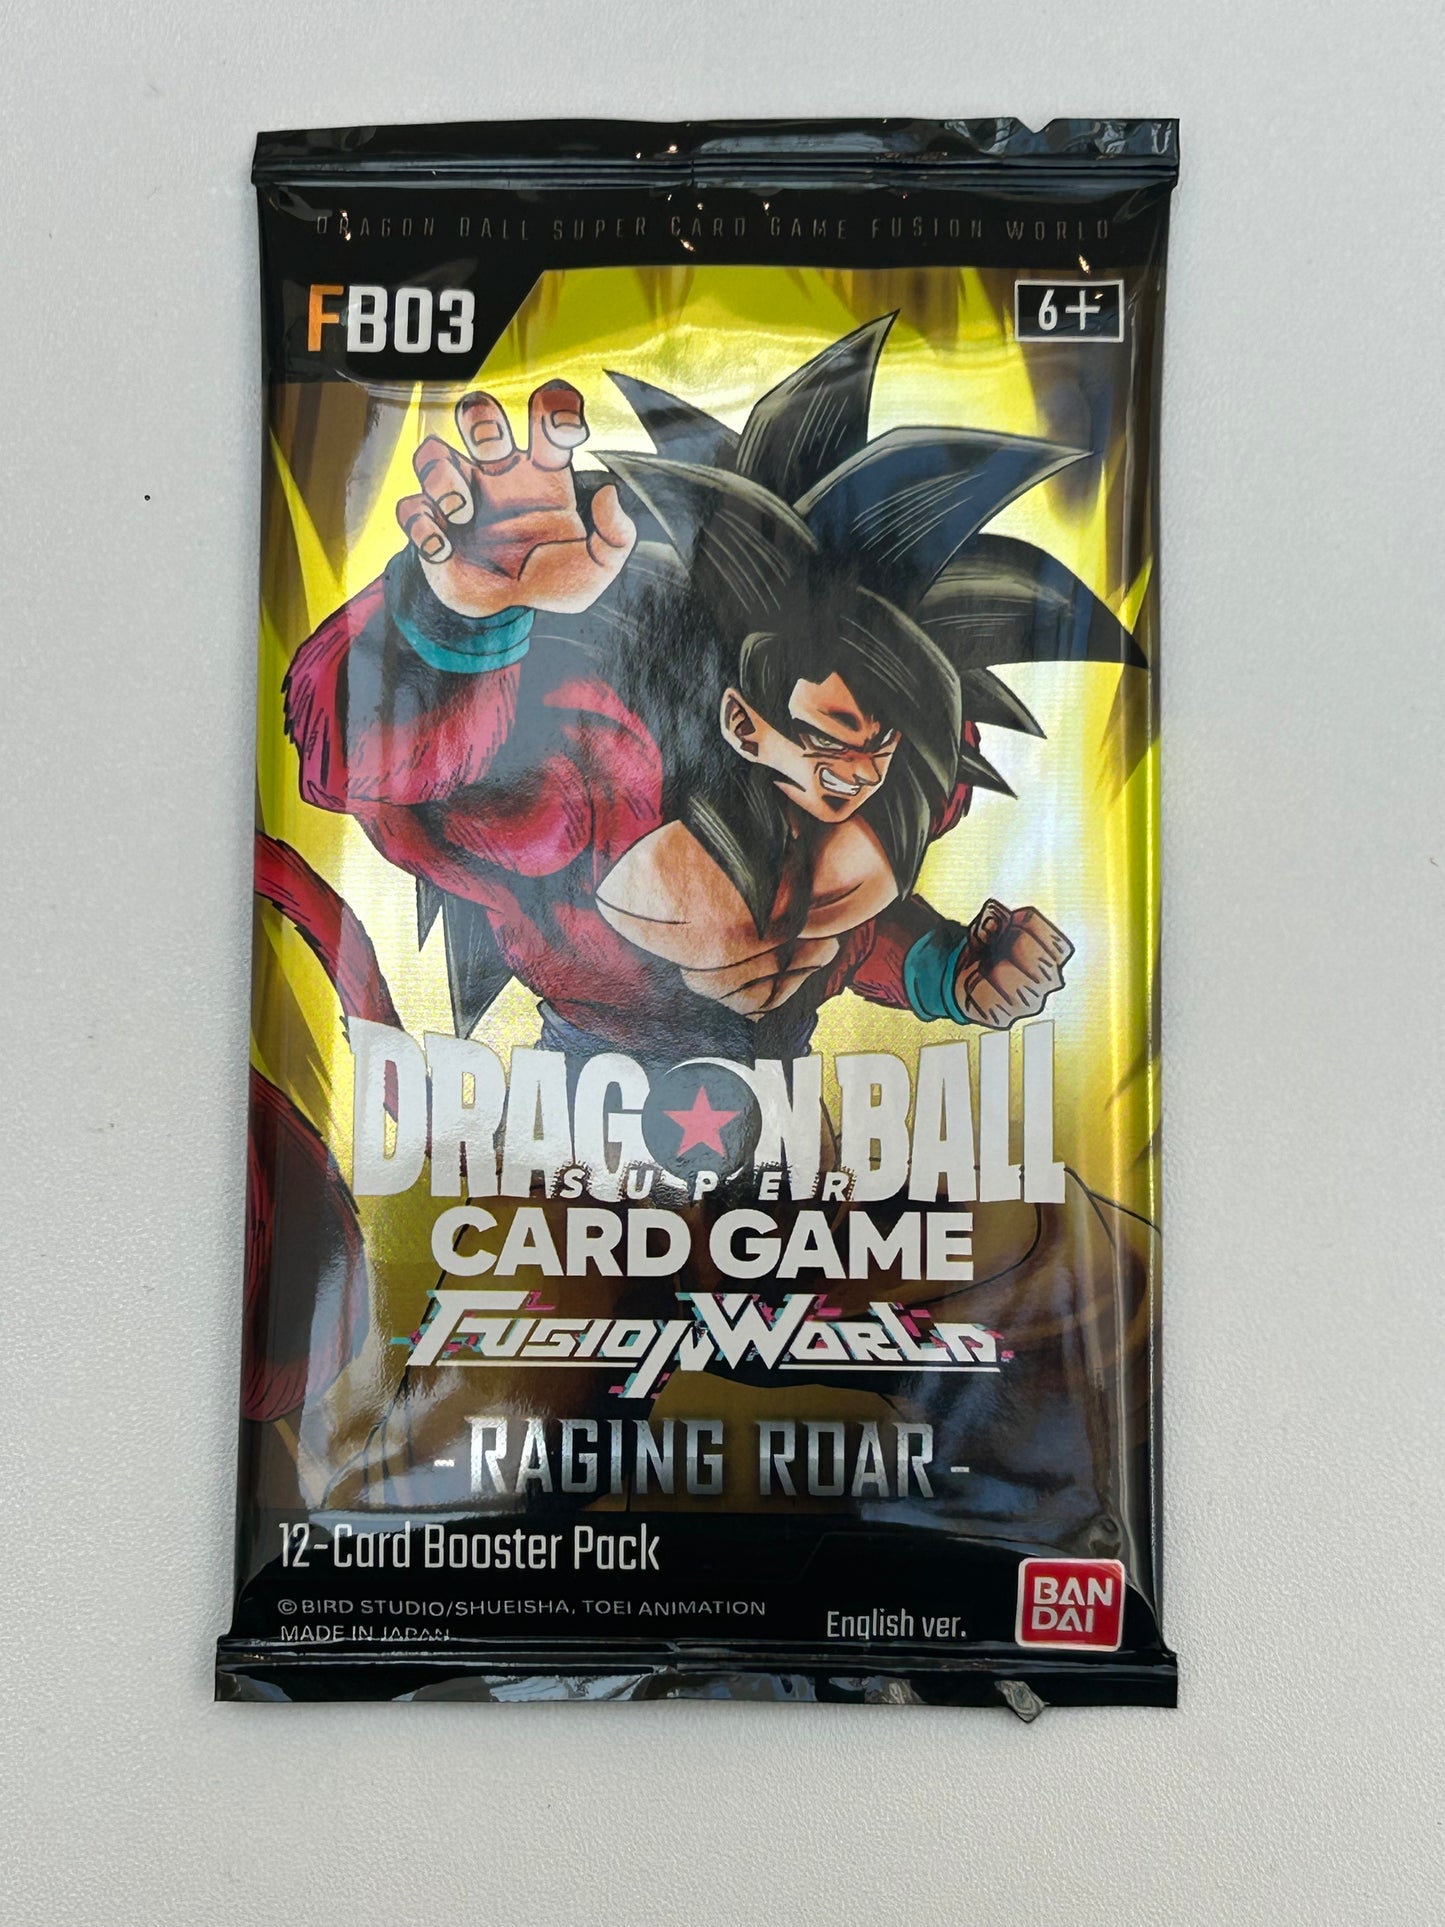 DRAGON BALL SUPER CARD GAME FUSION WORLD
FB03
6+
DRAGON BALL
SUPER
CARD GAME
FUSION WORLD
- RAGING ROAR -
12-Card Booster Pack
© BIRD STUDIO/SHUEISHA, TOEI ANIMATION
MADE IN JAPAN
English ver.
BAN
DAI